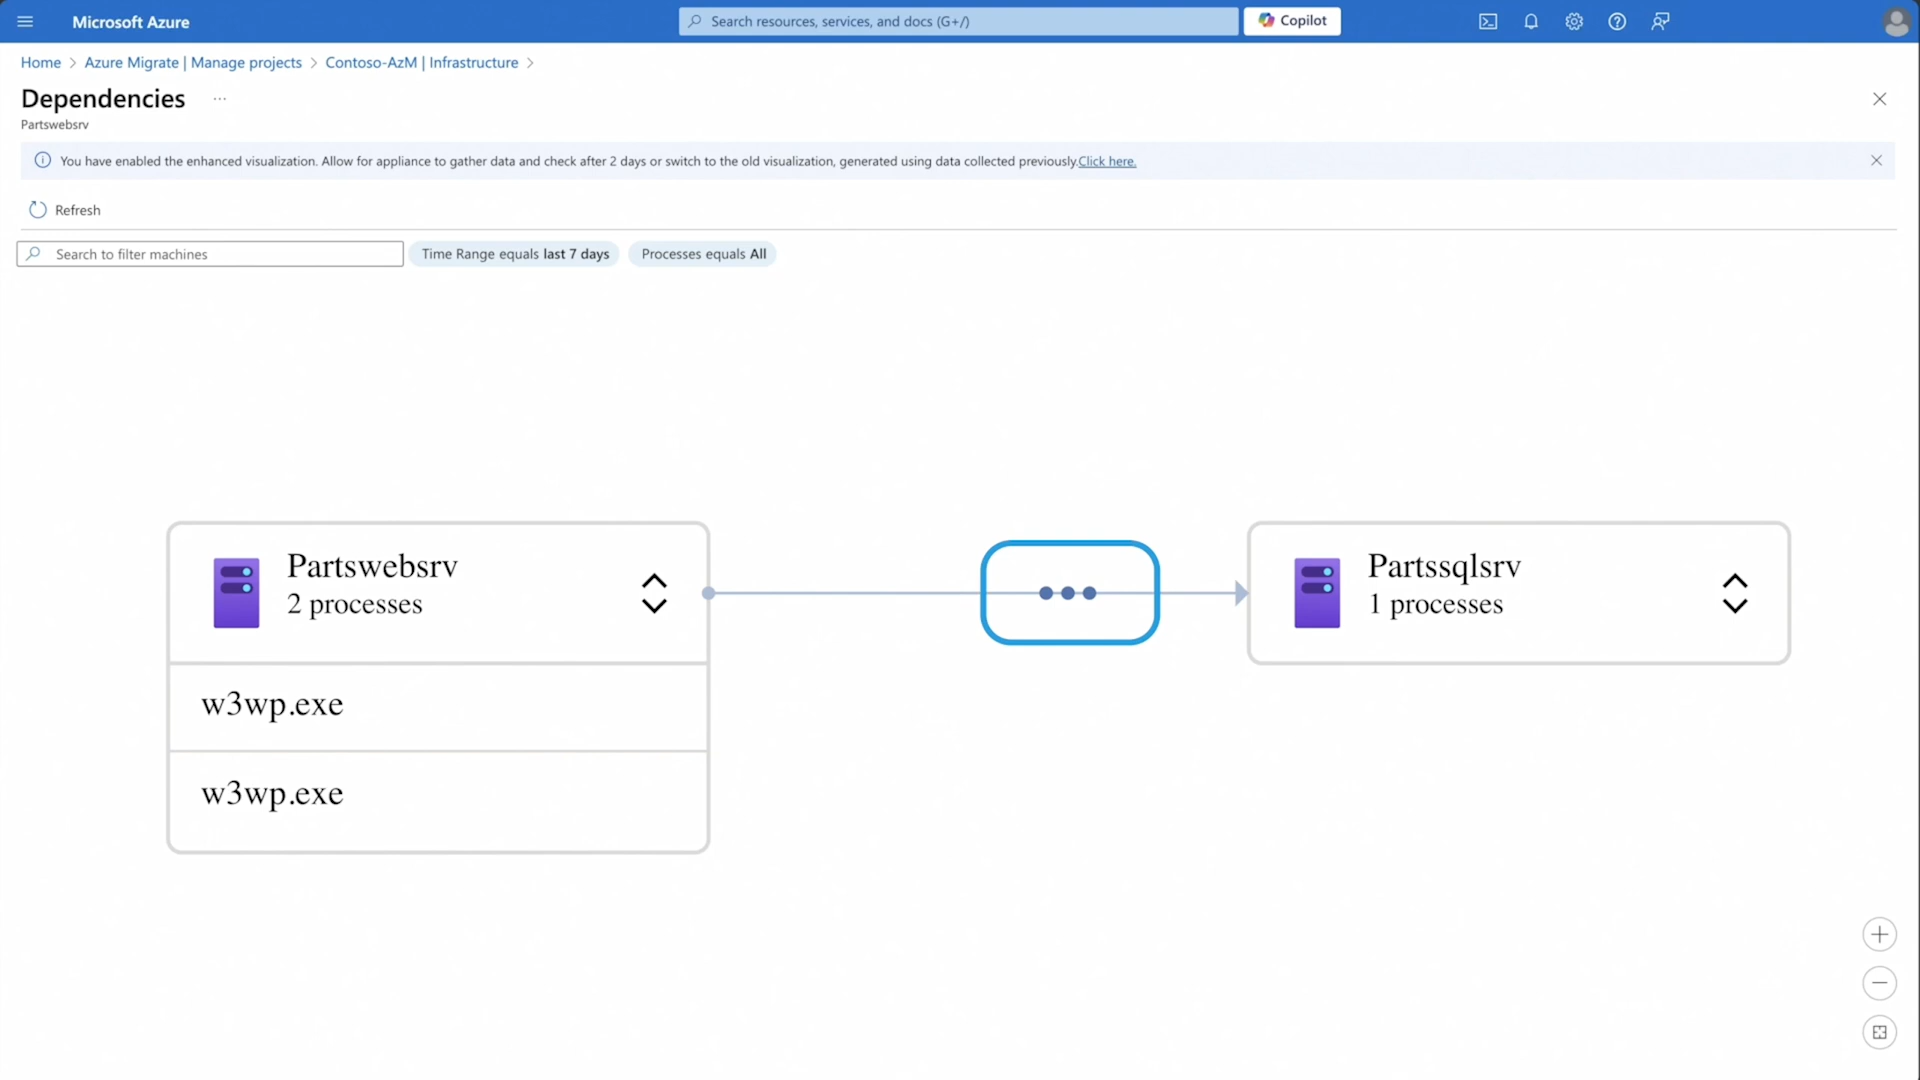 Microsoft Azure
Search resources, services, and docs (G+/)
Copilot
Home > Azure Migrate | Manage projects > Contoso-AzM | Infrastructure >
Dependencies ...
Partswebsrv
You have enabled the enhanced visualization. Allow for appliance to gather data and check after 2 days or switch to the old visualization, generated using data collected previously.Click here.
Refresh
Search to filter machines
Time Range equals last 7 days
Processes equals All
Partswebsrv
2 processes
w3wp.exe
w3wp.exe
Partssqlsrv
1 processes